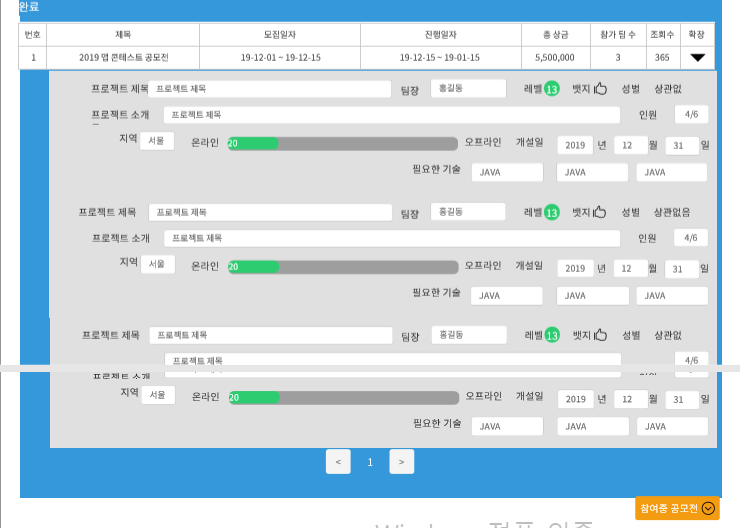 완료
번호 제목 모집일자 진행일자 총 상금 참가 팀 수 조회수 확장
1 2019 맵 콘테스트 공모전 19-12-01 ~ 19-12-15 19-12-15 ~ 19-01-15 5,500,000 3 365
프로젝트 제목 프로젝트 제목 팀장 홍길동 레벨 13 뱃지 성별 상관없
프로젝트 소개 프로젝트 제목 인원 4/6
지역 서울 온라인 20 오프라인 개설일 2019 년 12 월 31 일
필요한 기술 JAVA JAVA JAVA
프로젝트 제목 프로젝트 제목 팀장 홍길동 레벨 13 뱃지 성별 상관없음
프로젝트 소개 프로젝트 제목 인원 4/6
지역 서울 온라인 20 오프라인 개설일 2019 년 12 월 31 일
필요한 기술 JAVA JAVA JAVA
프로젝트 제목 프로젝트 제목 팀장 홍길동 레벨 13 뱃지 성별 상관없
프로젝트 제목 4/6
프로젝트 소개
지역 서울 온라인 20 오프라인 개설일 2019 년 12 월 31 일
필요한 기술 JAVA JAVA JAVA
< 1 >
참여중 공모전
Windows 정품 인증